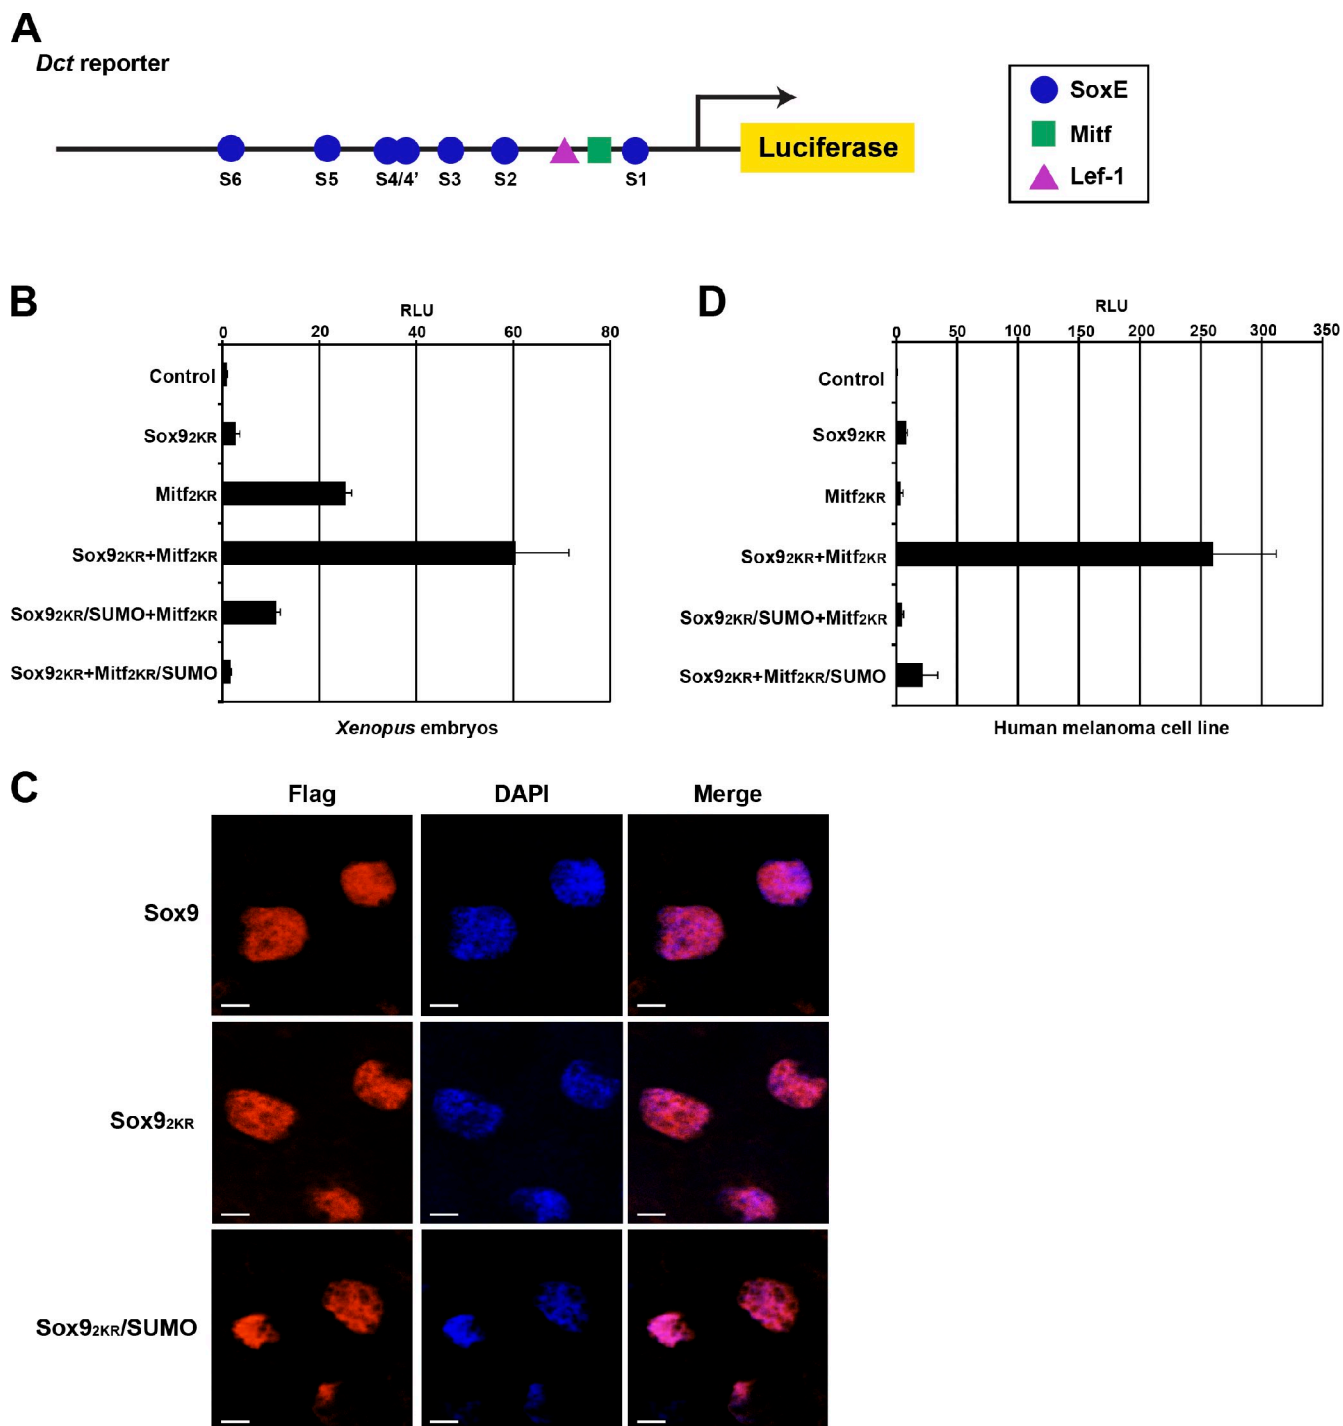 A
Dct reporter
SoxE
Mitf
Lef-1
Luciferase
S6 S5 S4/4’ S3 S2 S1
B
RLU
0 20 40 60 80
Control
Sox92KR
Mitf2KR
Sox92KR+Mitf2KR
Sox92KR/SUMO+Mitf2KR
Sox92KR+Mitf2KR/SUMO
Xenopus embryos
D
RLU
0 50 100 150 200 250 300 350
Control
Sox92KR
Mitf2KR
Sox92KR+Mitf2KR
Sox92KR/SUMO+Mitf2KR
Sox92KR+Mitf2KR/SUMO
Human melanoma cell line
C
Flag DAPI Merge
Sox9
Sox92KR
Sox92KR/SUMO